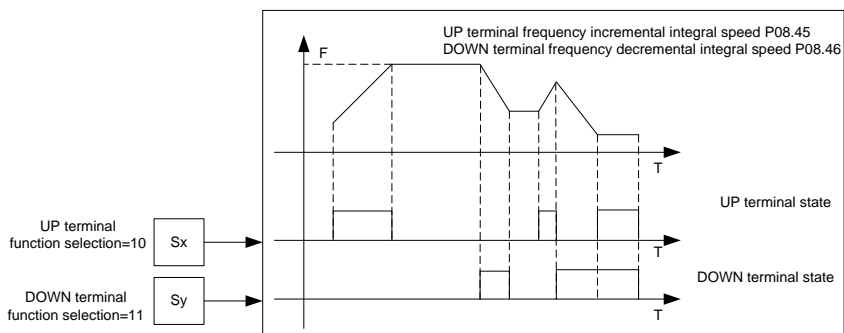 UP terminal frequency incremental integral speed P08.45
DOWN terminal frequency decremental integral speed P08.46
F
T
UP terminal state
UP terminal
function selection=10
Sx
T
DOWN terminal state
DOWN terminal
function selection=11
Sy
T